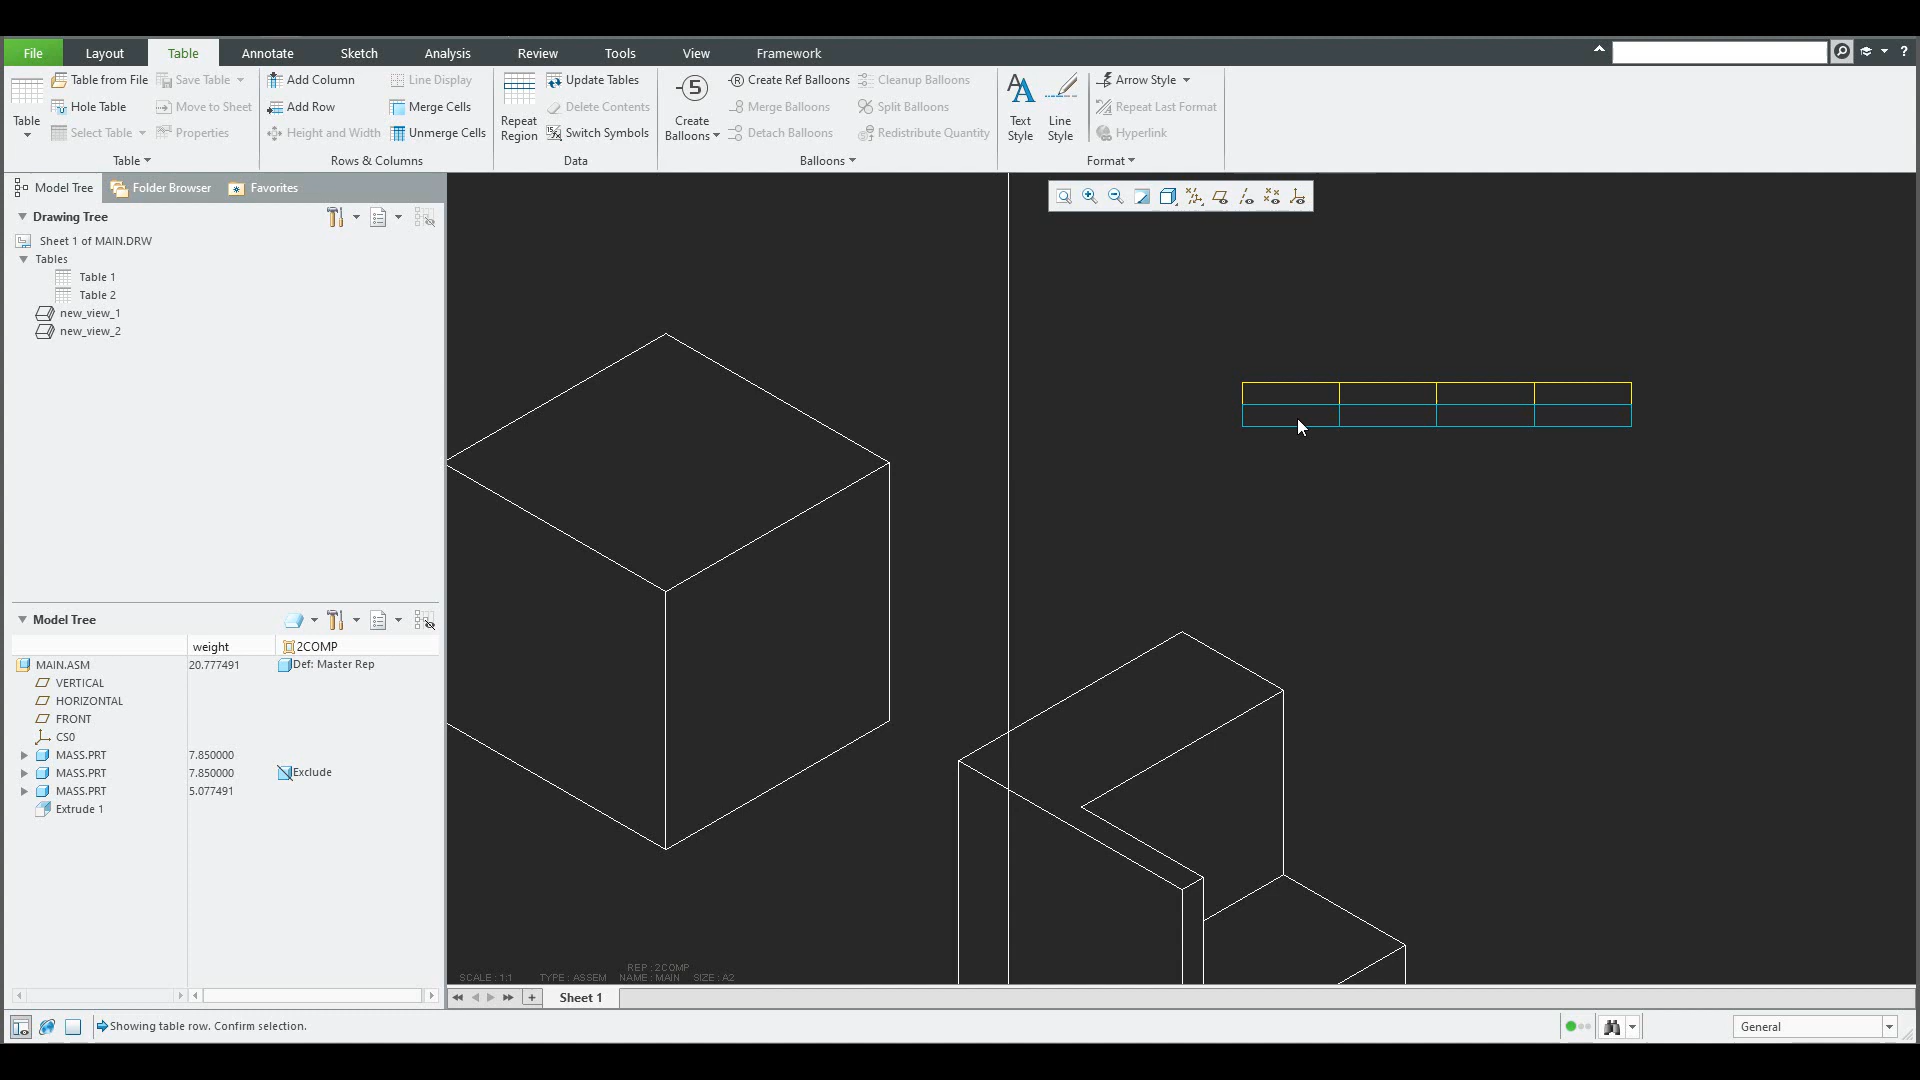 File Layout Table Annotate Sketch Analysis Review Tools View Framework
Table from File Save Table Add Column Line Display Update Tables Create Ref Balloons Cleanup Balloons Arrow Style
Hole Table Move to Sheet Add Row Merge Cells Delete Contents Merge Balloons Split Balloons Repeat Last Format
Table Repeat Region Create Balloons Text Style Line Style
Select Table Properties Height and Width Unmerge Cells Switch Symbols Detach Balloons Redistribute Quantity Hyperlink
Table Rows & Columns Data Balloons Format
Model Tree Folder Browser Favorites
Drawing Tree
Sheet 1 of MAIN.DRW
Tables
Table 1
Table 2
new_view_1
new_view_2
Model Tree
weight 2COMP
MAIN.ASM 20.777491 Def: Master Rep
VERTICAL
HORIZONTAL
FRONT
CS0
MASS.PRT 7.850000
MASS.PRT 7.850000 Exclude
MASS.PRT 5.077491
Extrude 1
REP : 2COMP
SCALE : 1:1 TYPE : ASSEM NAME : MAIN SIZE : A2
Sheet 1
Showing table row. Confirm selection.
General